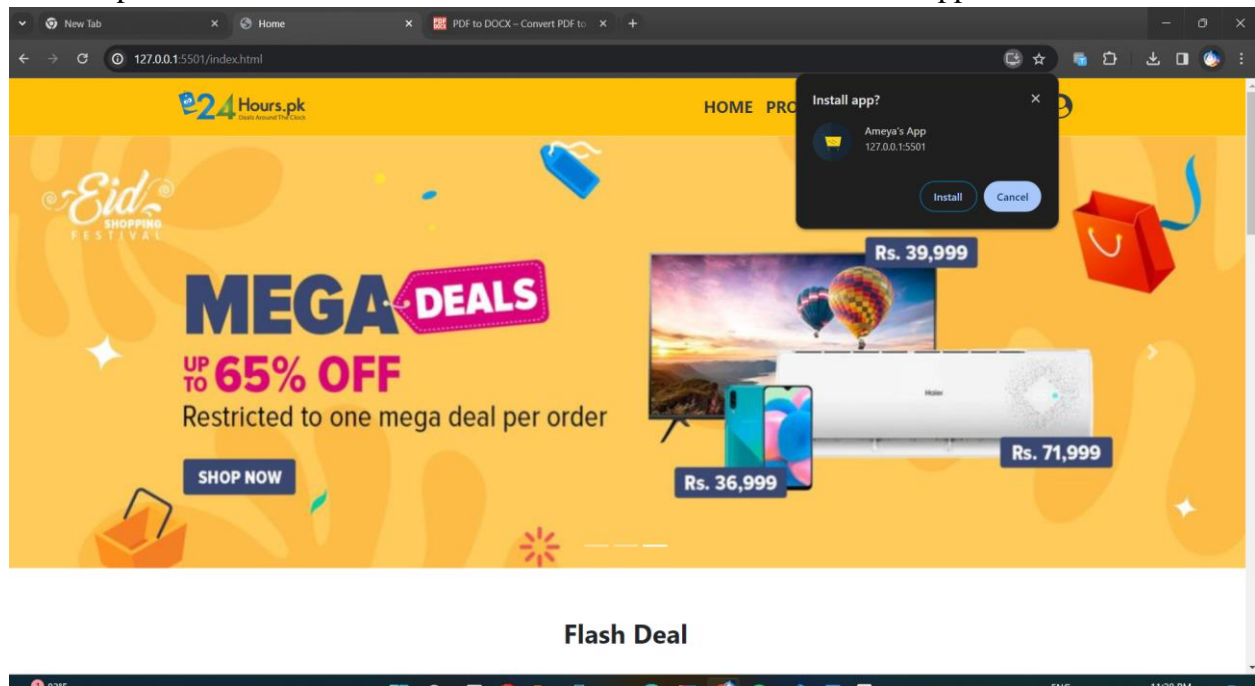 New Tab
Home
PDF to DOCX – Convert PDF to
127.0.0.1:5501/index.html
24 Hours.pk
Deals Around The Clock
HOME PRO
Install app?
Ameya's App
127.0.0.1:5501
Install Cancel
Eid
SHOPPING
FESTIVAL
MEGA DEALS
UP TO 65% OFF
Restricted to one mega deal per order
SHOP NOW
Rs. 39,999
Haier
Rs. 71,999
Rs. 36,999
Flash Deal